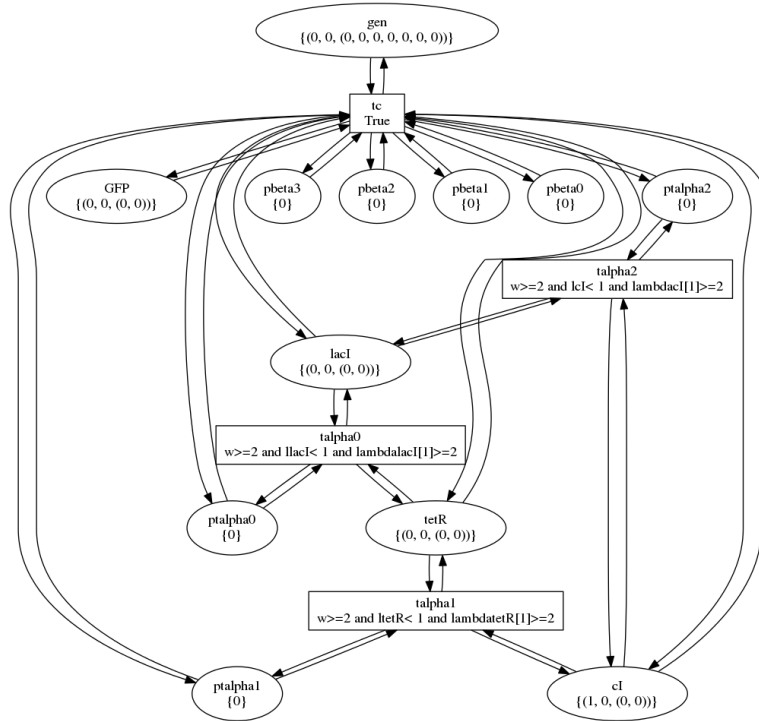 gen
{(0, 0, (0, 0, 0, 0, 0, 0, 0))}
tc
True
GFP
{(0, 0, (0, 0))}
pbeta3
{0}
pbeta2
{0}
pbeta1
{0}
pbeta0
{0}
ptalpha2
{0}
talpha2
w>=2 and lcI< 1 and lambdacI[1]>=2
lacI
{(0, 0, (0, 0))}
talpha0
w>=2 and llacI< 1 and lambdalacI[1]>=2
ptalpha0
{0}
tetR
{(0, 0, (0, 0))}
talpha1
w>=2 and ltetR< 1 and lambdatetR[1]>=2
ptalpha1
{0}
cI
{(1, 0, (0, 0))}